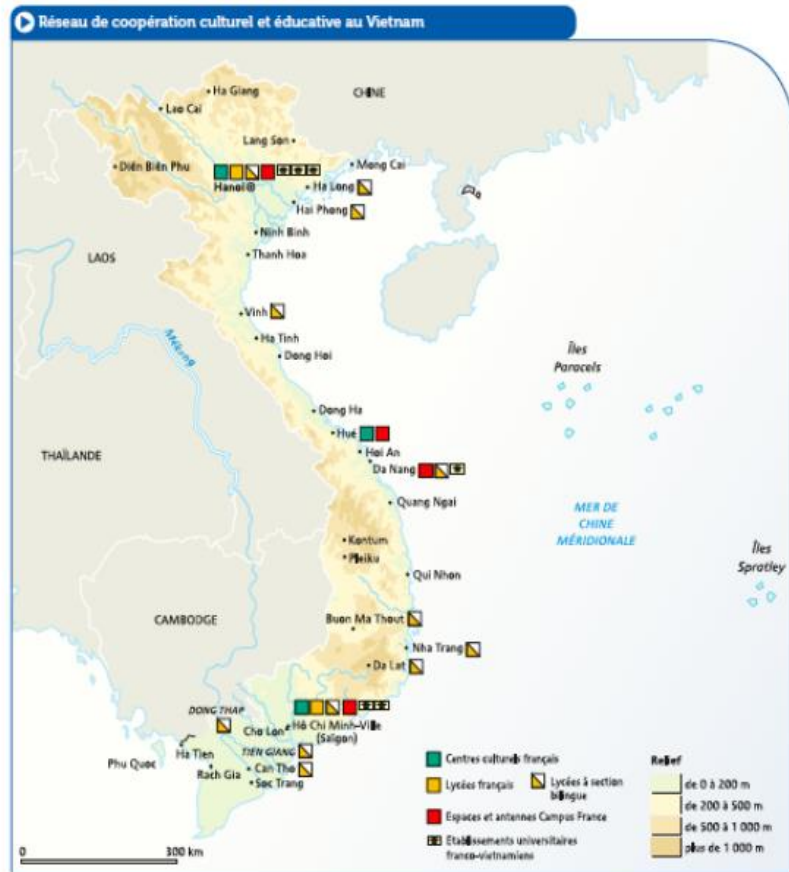 Réseau de coopération culturel et éducative au Vietnam
Ha Giang
CHINE
Lao Cai
Lang Son
Diên Biên Phu
Mong Cai
Hanoï
Ha Long
Hai Phong
Ninh Binh
LAOS
Thanh Hoa
Vinh
Ha Tinh
Mékong
Dong Hoi
Îles
Paracels
Dong Ha
Hué
THAÏLANDE
Hoi An
Da Nang
Quang Ngai
MER DE
CHINE
MÉRIDIONALE
Kontum
Pleiku
Îles
Spratley
Qui Nhon
CAMBODGE
Buon Ma Thout
Nha Trang
Da Lat
DONG THAP
Cho Lon
Hô Chi Minh-Ville
(Saïgon)
TIEN GIANG
Phu Quoc
Ha Tien
Rach Gia
Can Tho
Soc Trang
Centres culturels français
Lycées français
Lycées à section
bilingue
Espaces et antennes Campus France
Etablissements universitaires
franco-vietnamiens
Relief
de 0 à 200 m
de 200 à 500 m
de 500 à 1 000 m
plus de 1 000 m
0
300 km